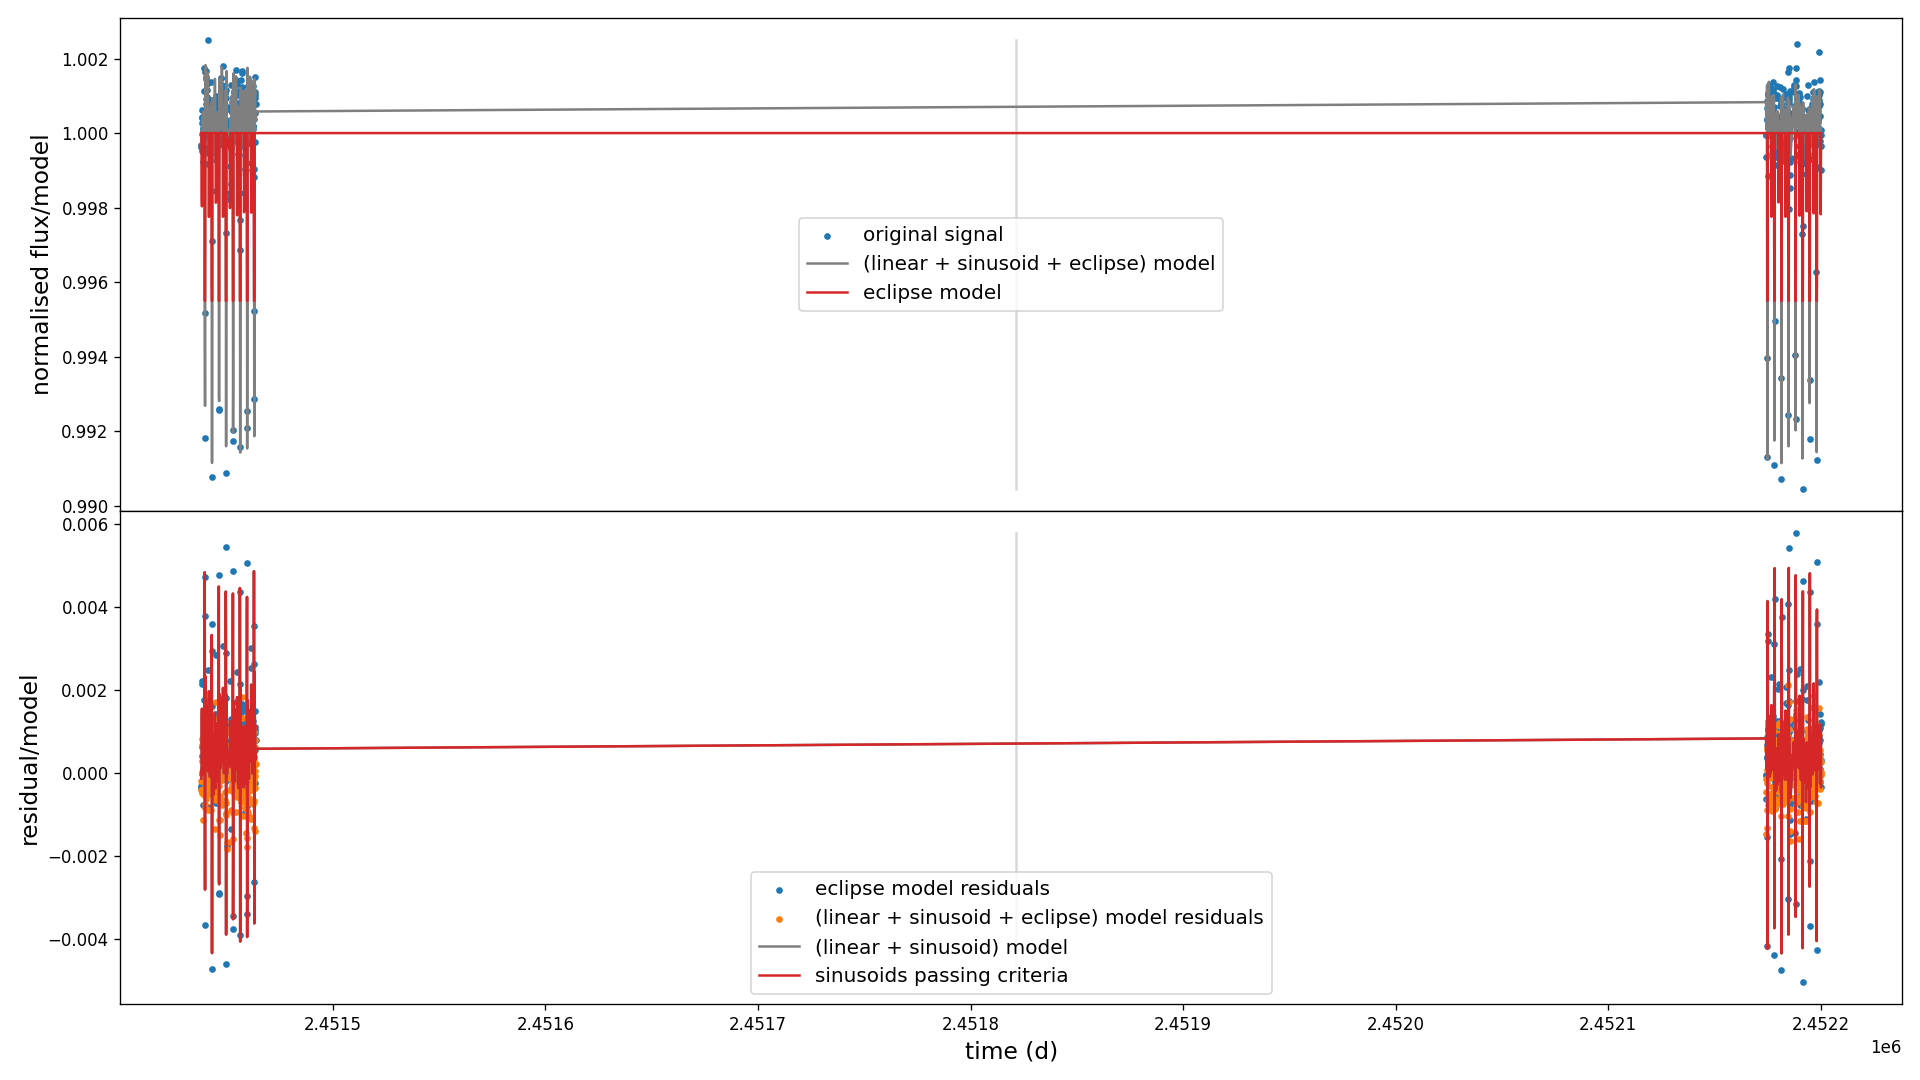 normalised flux/model
1.002
1.000
0.998
0.996
0.994
0.992
0.990
original signal
(linear + sinusoid + eclipse) model
eclipse model
residual/model
0.006
0.004
0.002
0.000
−0.002
−0.004
eclipse model residuals
(linear + sinusoid + eclipse) model residuals
(linear + sinusoid) model
sinusoids passing criteria
2.4515 2.4516 2.4517 2.4518 2.4519 2.4520 2.4521 2.4522
1e6
time (d)